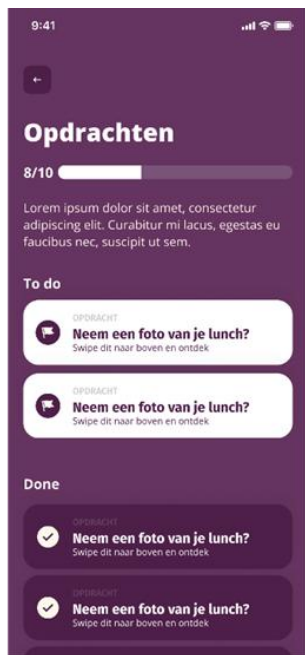 9:41
Opdrachten
8/10
Lorem ipsum dolor sit amet, consectetur
adipiscing elit. Curabitur mi lacus, egestas eu
faucibus nec, suscipit ut sem.
To do
OPDRACHT
Neem een foto van je lunch?
Swipe dit naar boven en ontdek
OPDRACHT
Neem een foto van je lunch?
Swipe dit naar boven en ontdek
Done
OPDRACHT
Neem een foto van je lunch?
Swipe dit naar boven en ontdek
OPDRACHT
Neem een foto van je lunch?
Swipe dit naar boven en ontdek